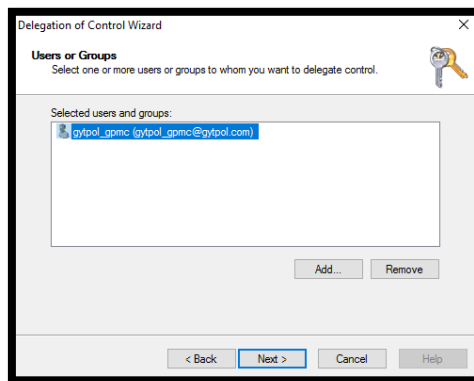 Delegation of Control Wizard
Users or Groups
Select one or more users or groups to whom you want to delegate control.
Selected users and groups:
gytpol_gpmc (gytpol_gpmc@gytpol.com)
Add...
Remove
< Back
Next >
Cancel
Help